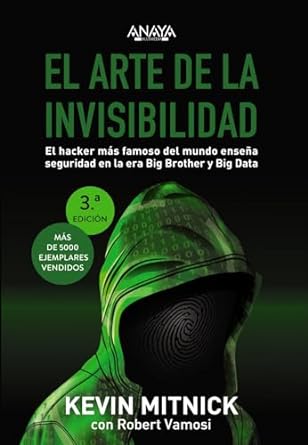 ANAYA
EL ARTE DE LA
INVISIBILIDAD
El hacker más famoso del mundo enseña
seguridad en la era Big Brother y Big Data
3.ª
EDICIÓN
MÁS
DE 5000
EJEMPLARES
VENDIDOS
KEVIN MITNICK
con Robert Vamosi